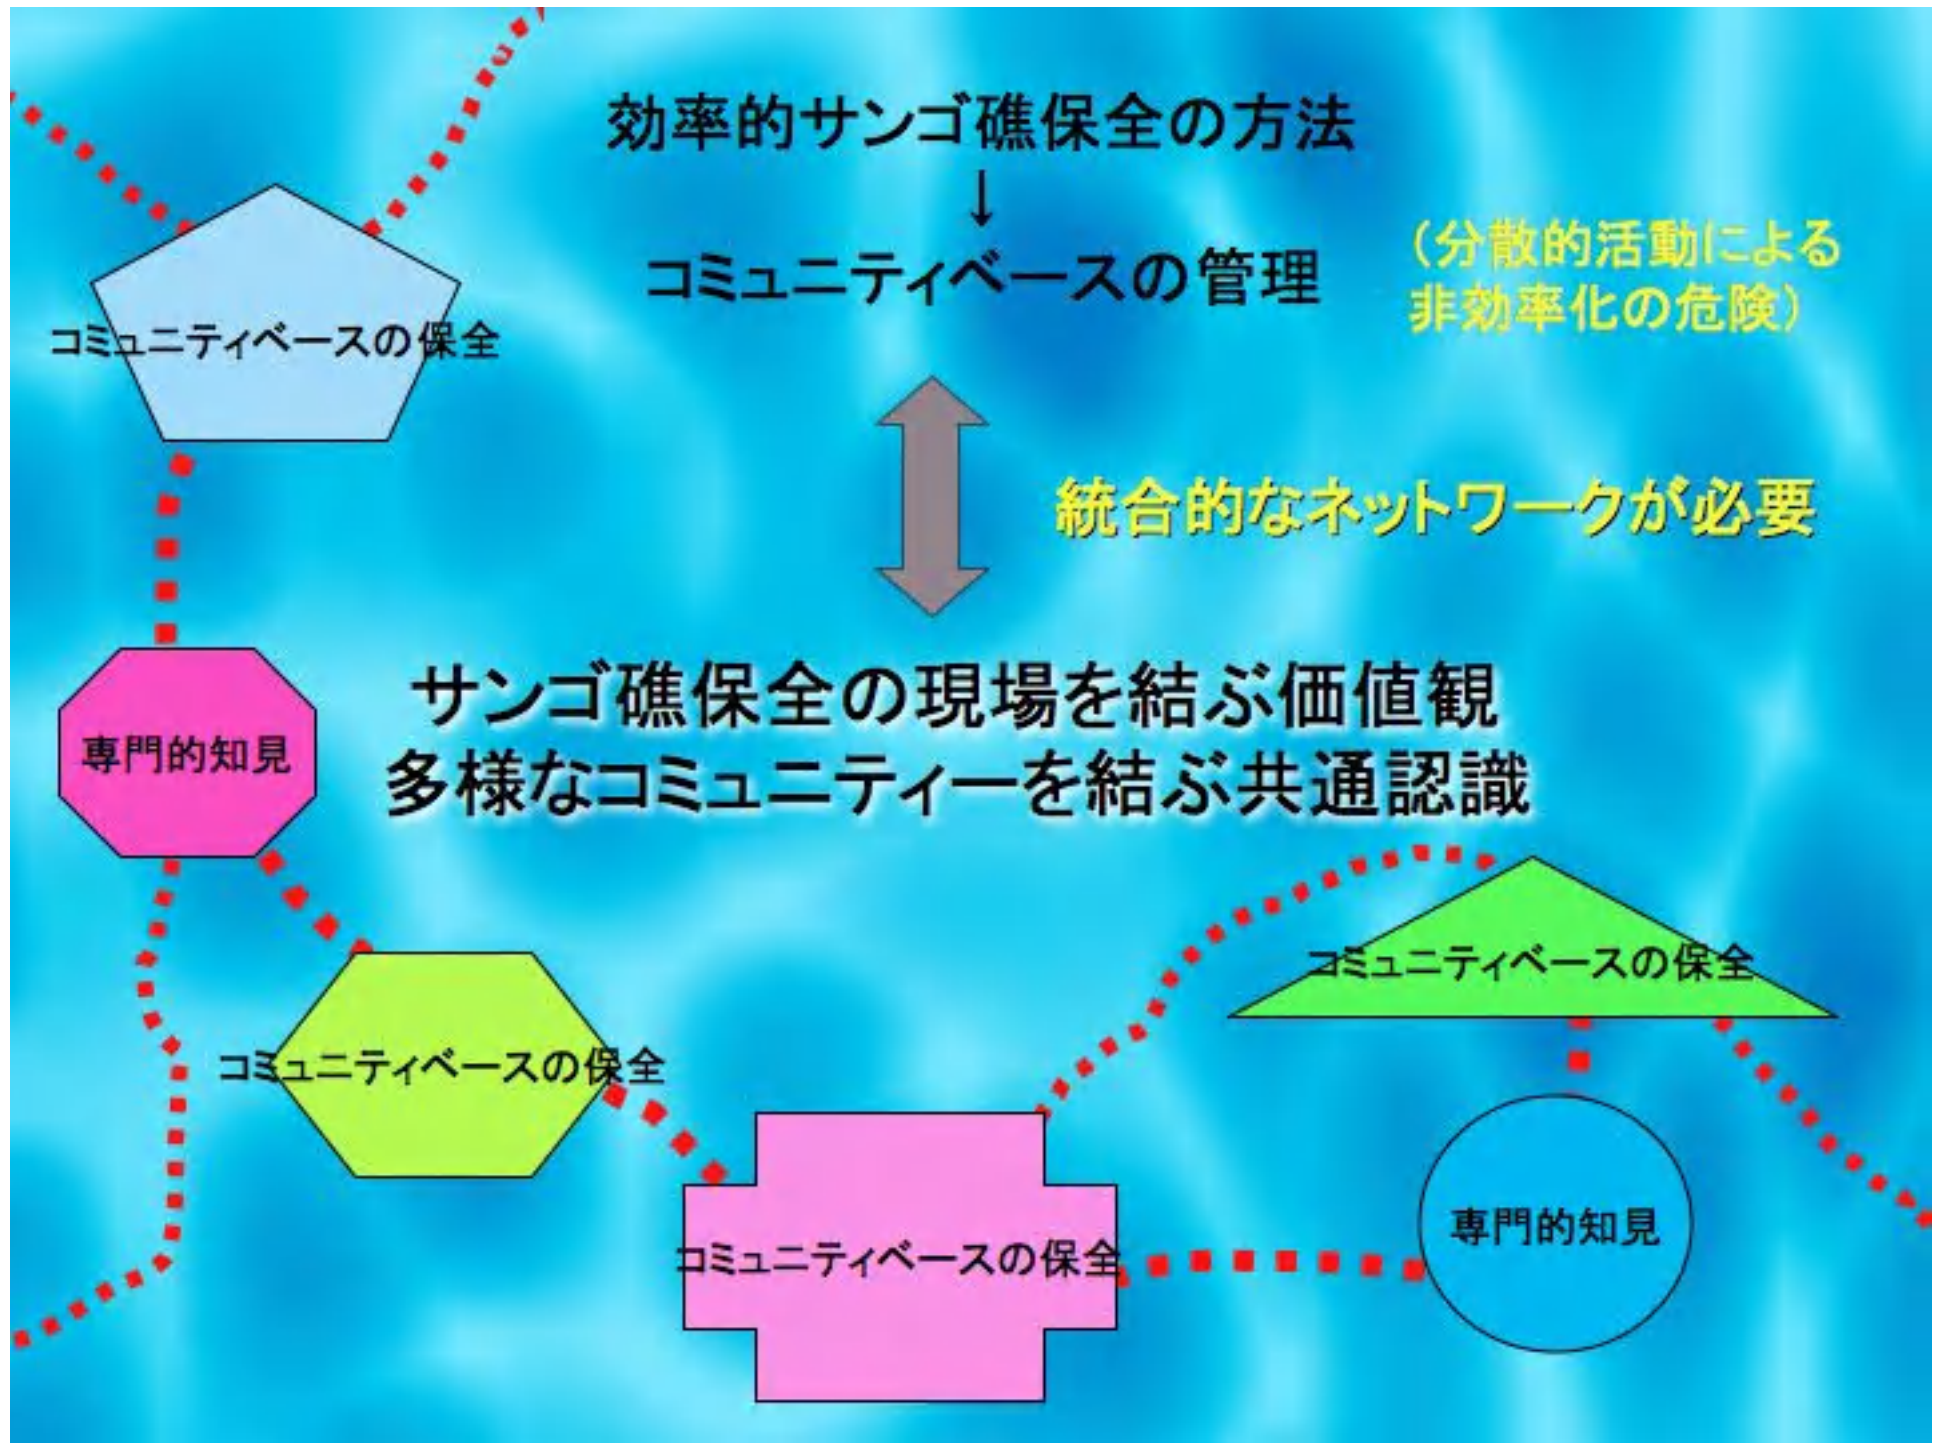 効率的サンゴ礁保全の方法
↓
コミュニティベースの管理
（分散的活動による
非効率化の危険）
コミュニティベースの保全
統合的なネットワークが必要
サンゴ礁保全の現場を結ぶ価値観
多様なコミュニティーを結ぶ共通認識
専門的知見
コミュニティベースの保全
コミュニティベースの保全
コミュニティベースの保全
専門的知見